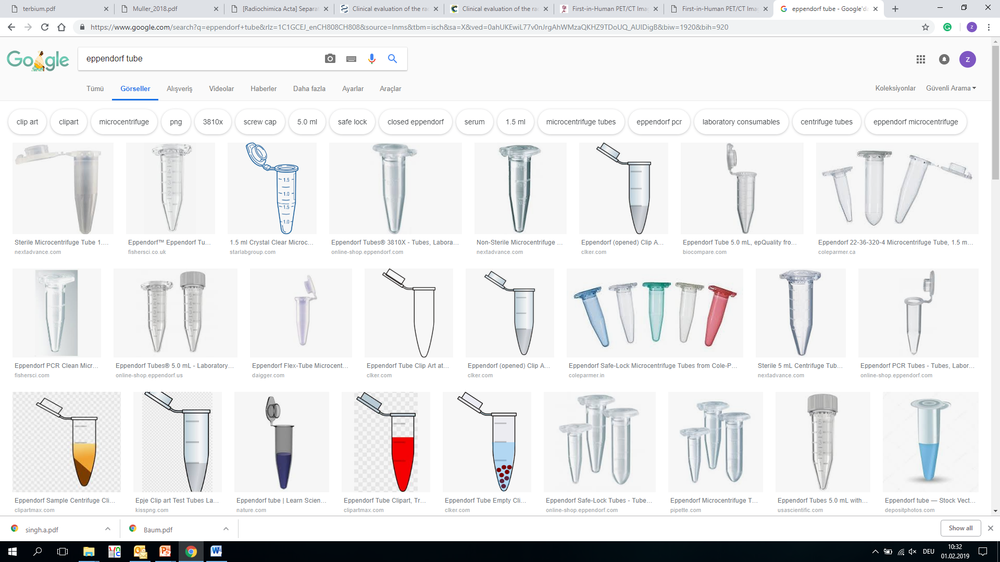 terbium.pdf
Muller_2018.pdf
[Radiochimica Acta] Separa
Clinical evaluation of the ra
Clinical evaluation of the ra
First-in-Human PET/CT Ima
First-in-Human PET/CT Ima
eppendorf tube - Google'da
https://www.google.com/search?q=eppendorf+tube&rlz=1C1GCEJ_enCH808CH808&source=lnms&tbm=isch&sa=X&ved=0ahUKEwiL77v0nJrgAhWMzaQKHZ9TDoUQ_AUIDigB&biw=1920&bih=920
Google
eppendorf tube
Tümü
Görseller
Alışveriş
Videolar
Haberler
Daha fazla
Ayarlar
Araçlar
Koleksiyonlar
Güvenli Arama
clip art
clipart
microcentrifuge
png
3810x
screw cap
5.0 ml
safe lock
closed eppendorf
serum
1.5 ml
microcentrifuge tubes
eppendorf pcr
laboratory consumables
centrifuge tubes
eppendorf microcentrifuge
Sterile Microcentrifuge Tube 1....
nextadvance.com
Eppendorf™ Eppendorf Tu...
fishersci.co.uk
1.5 ml Crystal Clear Microc...
starlabgroup.com
Eppendorf Tubes® 3810X - Tubes, Labora...
online-shop.eppendorf.com
Non-Sterile Microcentrifuge ...
nextadvance.com
Eppendorf (opened) Clip A...
clker.com
Eppendorf Tube 5.0 mL, epQuality fro...
biocompare.com
Eppendorf 22-36-320-4 Microcentrifuge Tube, 1.5 m...
coleparmer.ca
Eppendorf PCR Clean Micr...
fishersci.com
Eppendorf Tubes® 5.0 mL - Laboratory...
online-shop.eppendorf.us
Eppendorf Flex-Tube Microcent...
daigger.com
Eppendorf Tube Clip Art at...
clker.com
Eppendorf (opened) Clip A...
clker.com
Eppendorf Safe-Lock Microcentrifuge Tubes from Cole-P...
coleparmer.in
Sterile 5 mL Centrifuge Tub...
nextadvance.com
Eppendorf PCR Tubes - Tubes, Labor...
online-shop.eppendorf.com
Eppendorf Sample Centrifuge Cli...
clipartmax.com
Epje Clip art Test Tubes La...
kisspng.com
Eppendorf tube | Learn Scien...
nature.com
Eppendorf Tube Clipart, Tr...
clipartmax.com
Eppendorf Tube Empty Cli...
clker.com
Eppendorf Safe-Lock Tubes - Tube...
online-shop.eppendorf.com
Eppendorf Microcentrifuge T...
pipette.com
Eppendorf Tubes 5.0 mL with...
usascientific.com
Eppendorf tube — Stock Vect...
depositphotos.com
singh.a.pdf
Baum.pdf
Show all
DEU
10:32
01.02.2019